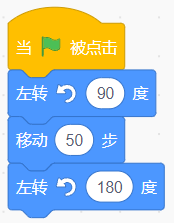 当 被点击
左转 90 度
移动 50 步
左转 180 度